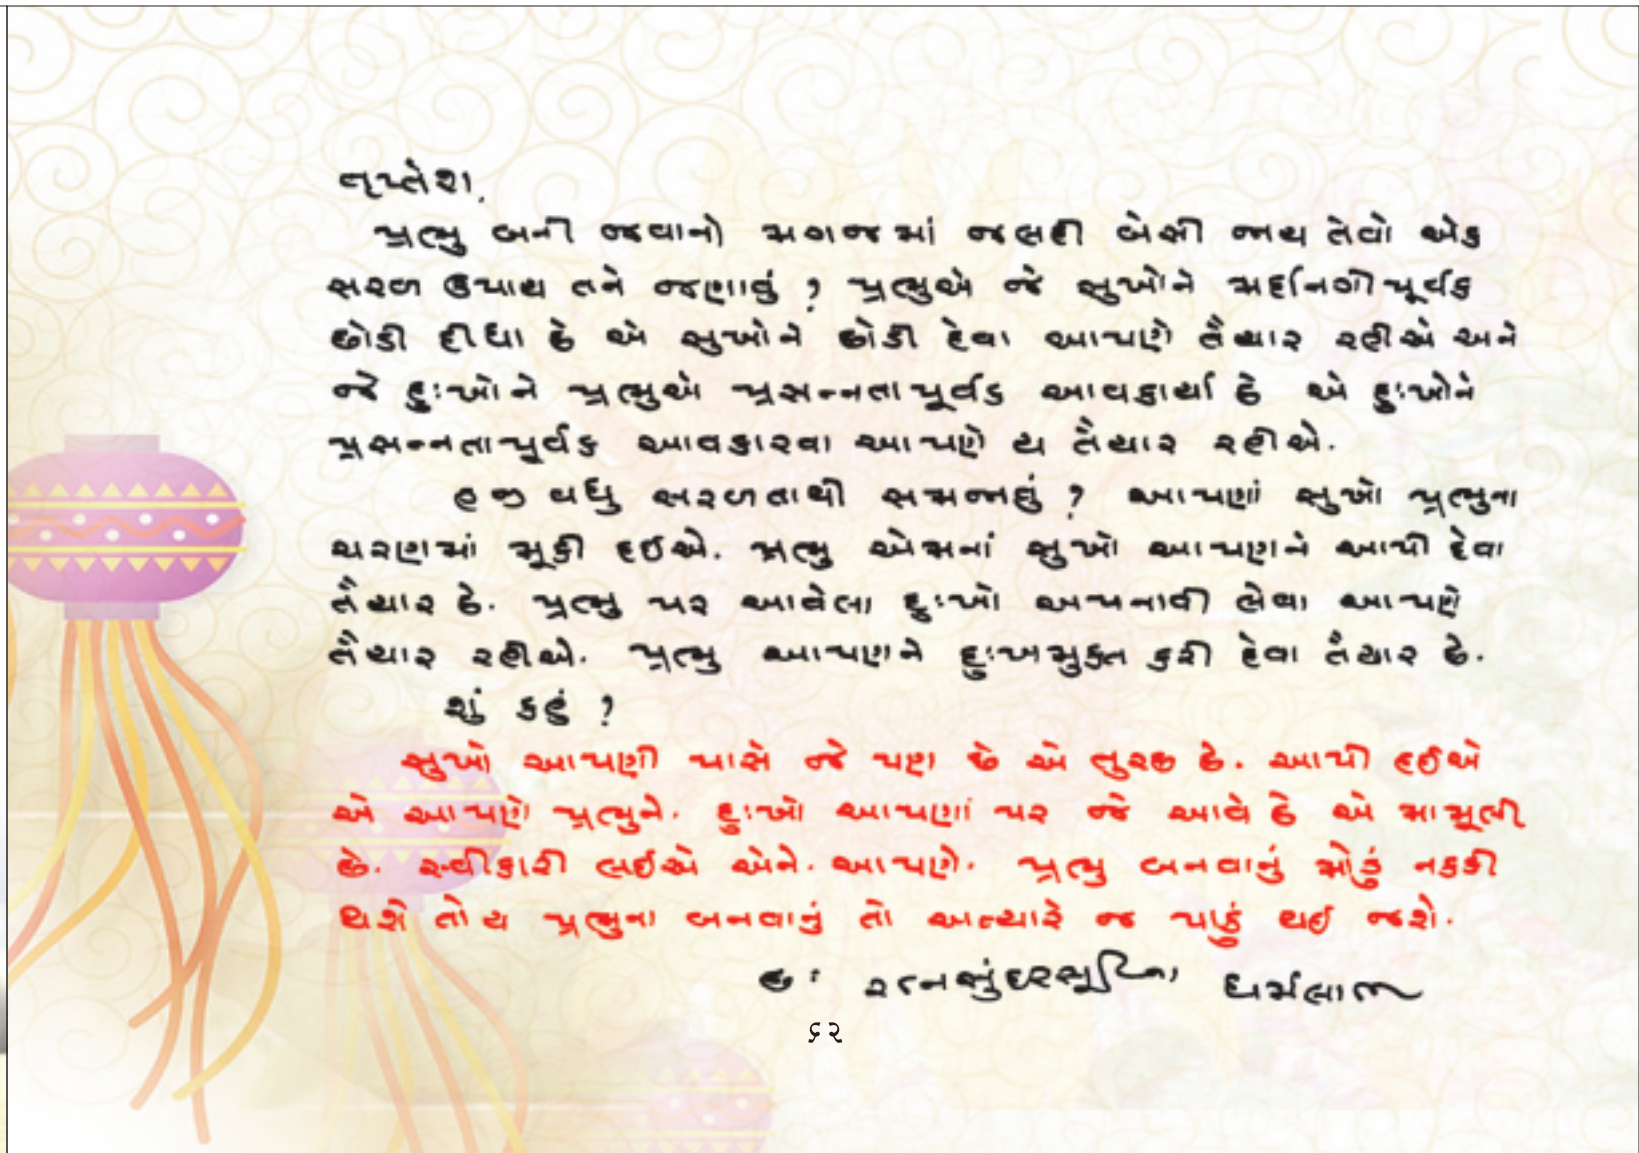 તૃપ્તેશ,
પ્રભુ બની જવાનો મગજમાં જલદી બેસી જાય તેવો એક
સરળ ઉપાય તને જણાવું ? પ્રભુએ જે સુખોને મર્દાનગીપૂર્વક
છોડી દીધા છે એ સુખોને છોડી દેવા આપણે તૈયાર રહીએ અને
જે દુઃખોને પ્રભુએ પ્રસન્નતાપૂર્વક આવકાર્યા છે એ દુઃખોને
પ્રસન્નતાપૂર્વક આવકારવા આપણે ય તૈયાર રહીએ.
હજી વધુ સરળતાથી સમજાવું ? આપણાં સુખો પ્રભુના
ચરણમાં મૂકી દઈએ. પ્રભુ એમનાં સુખો આપણને આપી દેવા
તૈયાર છે. પ્રભુ પર આવેલા દુઃખો અપનાવી લેવા આપણે
તૈયાર રહીએ. પ્રભુ આપણને દુઃખમુક્ત કરી દેવા તૈયાર છે.
શું કહું ?
સુખો આપણી પાસે જે પણ છે એ તુચ્છ છે. આપી દઈએ
એ આપણે પ્રભુને. દુઃખો આપણાં પર જે આવે છે એ મામૂલી
છે. સ્વીકારી લઈએ એને. આપણે. પ્રભુ બનવાનું મોડું નક્કી
થશે તો ય પ્રભુના બનવાનું તો અત્યારે જ પાકું થઈ જશે.
દઃ રત્નસુંદરસૂરિના ધર્મલાભ
૬૨